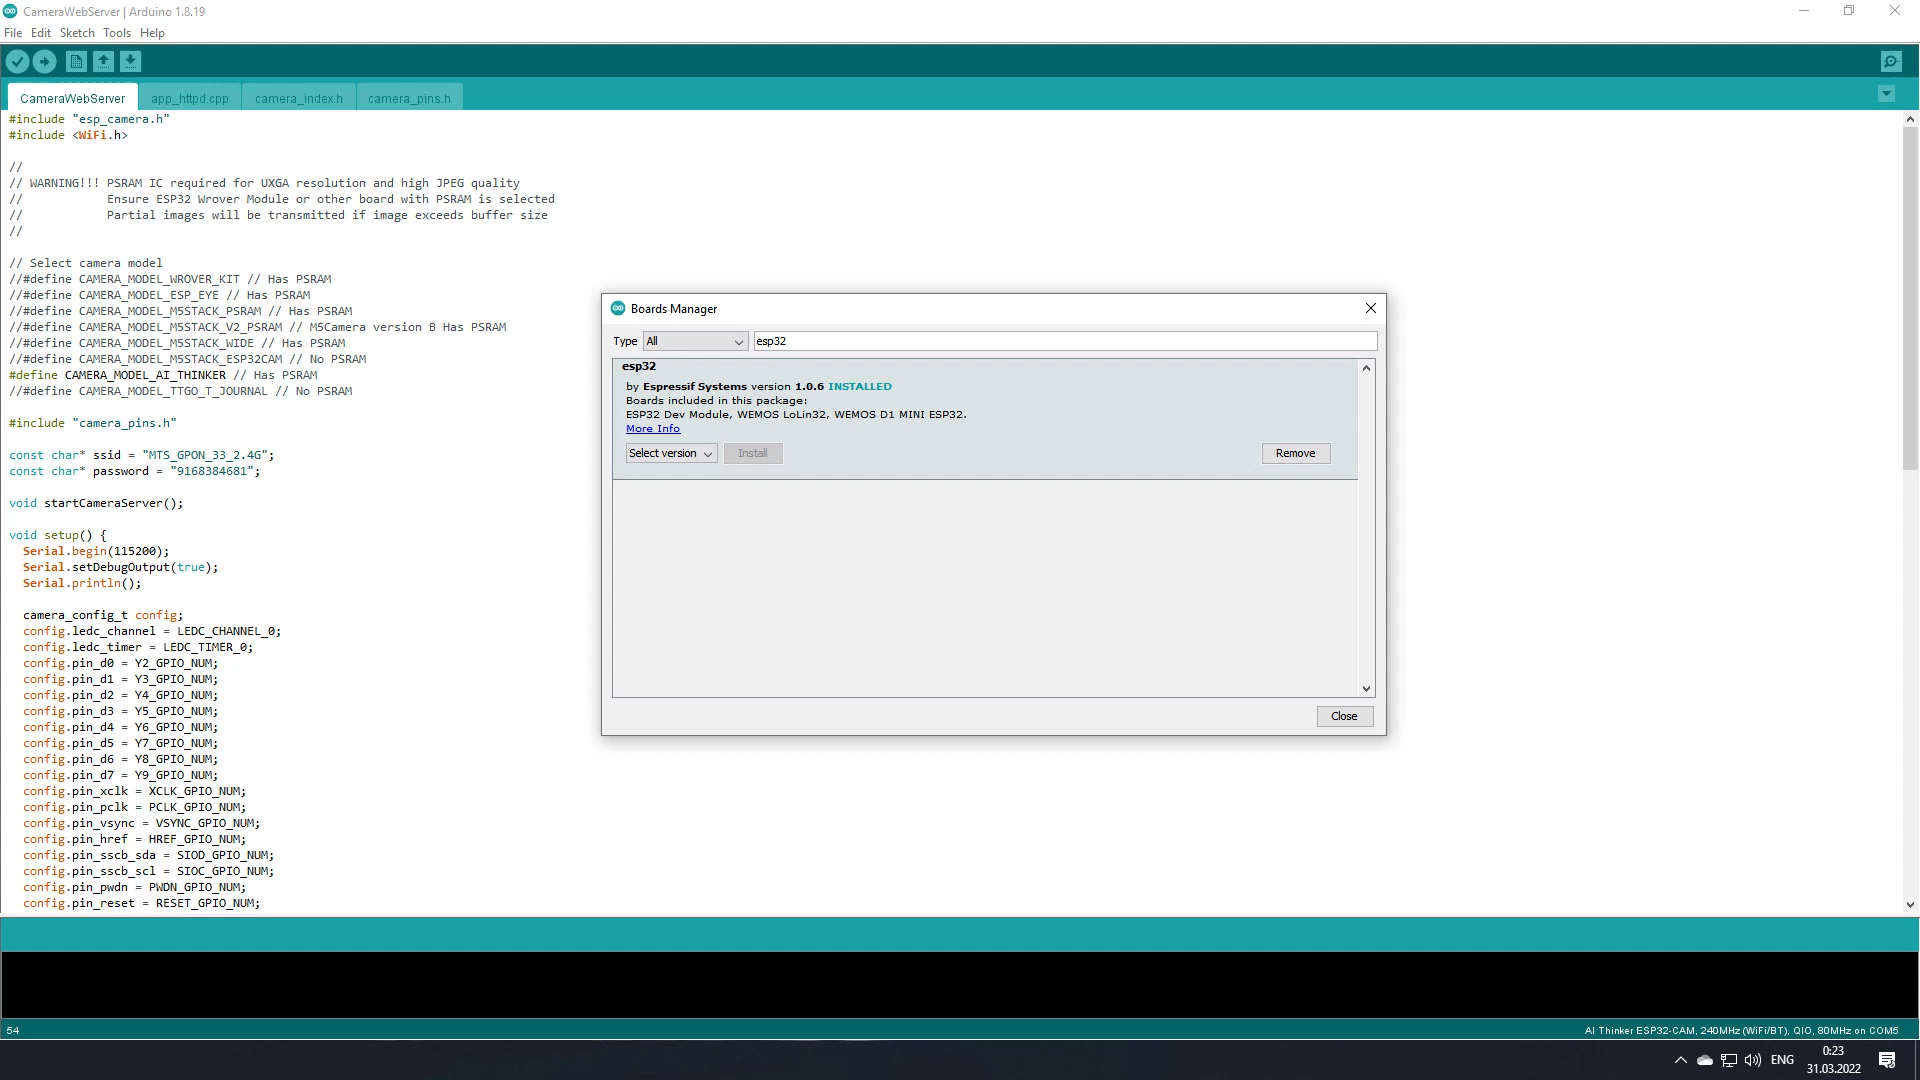 CameraWebServer | Arduino 1.8.19
File Edit Sketch Tools Help
CameraWebServer app_httpd.cpp camera_index.h camera_pins.h
#include "esp_camera.h"
#include <WiFi.h>
//
// WARNING!!! PSRAM IC required for UXGA resolution and high JPEG quality
//            Ensure ESP32 Wrover Module or other board with PSRAM is selected
//            Partial images will be transmitted if image exceeds buffer size
//
// Select camera model
//#define CAMERA_MODEL_WROVER_KIT // Has PSRAM
//#define CAMERA_MODEL_ESP_EYE // Has PSRAM
//#define CAMERA_MODEL_M5STACK_PSRAM // Has PSRAM
//#define CAMERA_MODEL_M5STACK_V2_PSRAM // M5Camera version B Has PSRAM
//#define CAMERA_MODEL_M5STACK_WIDE // Has PSRAM
//#define CAMERA_MODEL_M5STACK_ESP32CAM // No PSRAM
#define CAMERA_MODEL_AI_THINKER // Has PSRAM
//#define CAMERA_MODEL_TTGO_T_JOURNAL // No PSRAM
#include "camera_pins.h"
const char* ssid = "MTS_GPON_33_2.4G";
const char* password = "9168384681";
void startCameraServer();
void setup() {
  Serial.begin(115200);
  Serial.setDebugOutput(true);
  Serial.println();
  camera_config_t config;
  config.ledc_channel = LEDC_CHANNEL_0;
  config.ledc_timer = LEDC_TIMER_0;
  config.pin_d0 = Y2_GPIO_NUM;
  config.pin_d1 = Y3_GPIO_NUM;
  config.pin_d2 = Y4_GPIO_NUM;
  config.pin_d3 = Y5_GPIO_NUM;
  config.pin_d4 = Y6_GPIO_NUM;
  config.pin_d5 = Y7_GPIO_NUM;
  config.pin_d6 = Y8_GPIO_NUM;
  config.pin_d7 = Y9_GPIO_NUM;
  config.pin_xclk = XCLK_GPIO_NUM;
  config.pin_pclk = PCLK_GPIO_NUM;
  config.pin_vsync = VSYNC_GPIO_NUM;
  config.pin_href = HREF_GPIO_NUM;
  config.pin_sscb_sda = SIOD_GPIO_NUM;
  config.pin_sscb_scl = SIOC_GPIO_NUM;
  config.pin_pwdn = PWDN_GPIO_NUM;
  config.pin_reset = RESET_GPIO_NUM;
Boards Manager
Type All esp32
esp32
by Espressif Systems version 1.0.6 INSTALLED
Boards included in this package:
ESP32 Dev Module, WEMOS LoLin32, WEMOS D1 MINI ESP32.
More Info
Select version Install Remove
Close
54 AI Thinker ESP32-CAM, 240MHz (WiFi/BT), QIO, 80MHz on COM5
ENG 0:23
31.03.2022